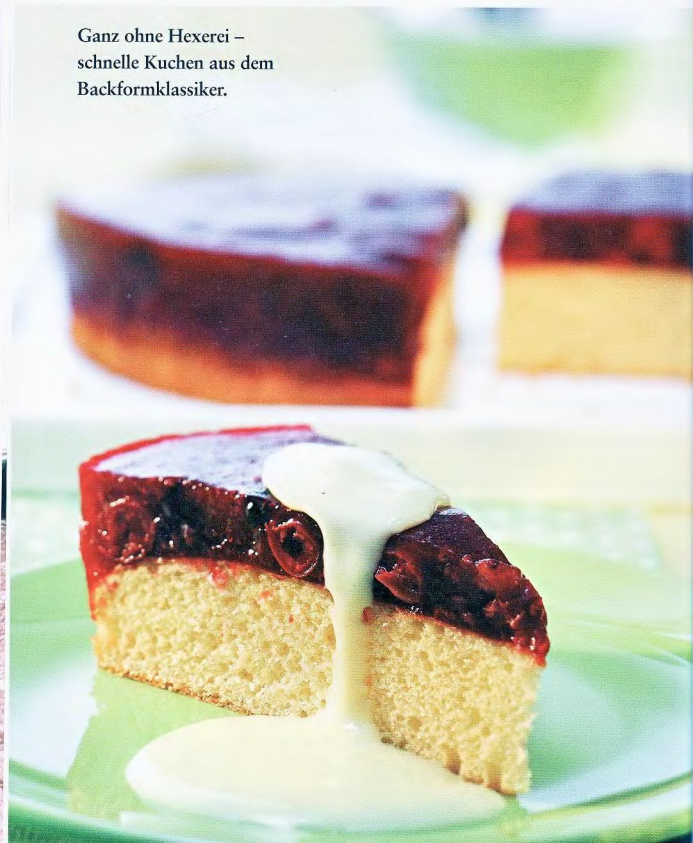 Ganz ohne Hexerei –
schnelle Kuchen aus dem
Backformklassiker.